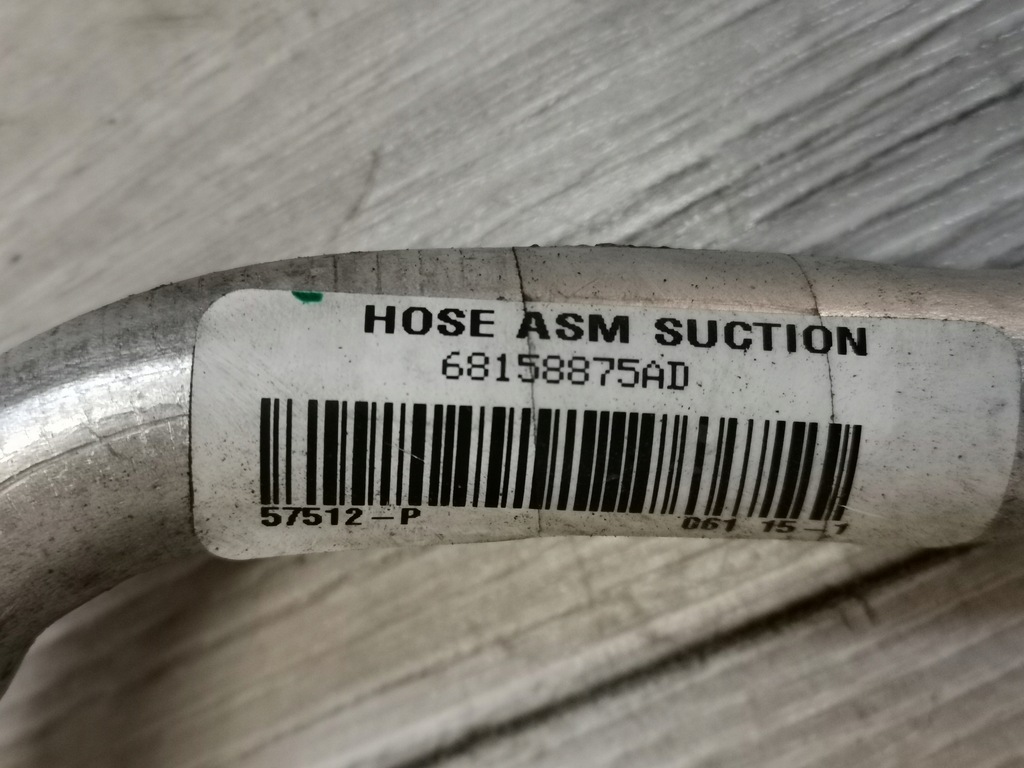 HOSE ASM SUCTION
68158875AD
57512-P
061 15-1